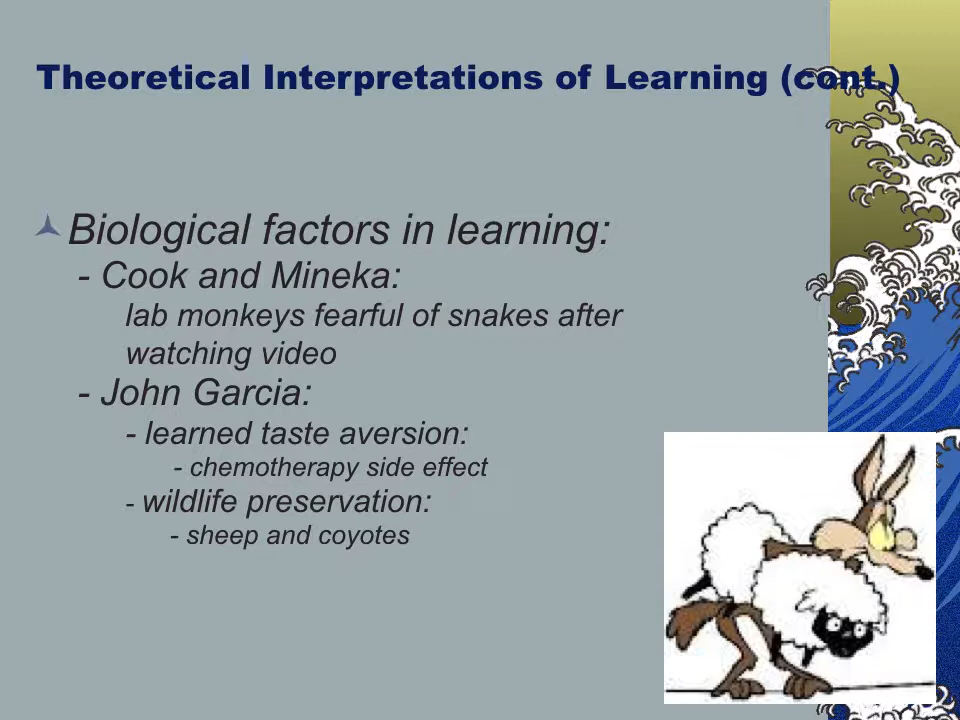 Theoretical Interpretations of Learning (cont.)
Biological factors in learning:
- Cook and Mineka:
lab monkeys fearful of snakes after
watching video
- John Garcia:
- learned taste aversion:
- chemotherapy side effect
- wildlife preservation:
- sheep and coyotes